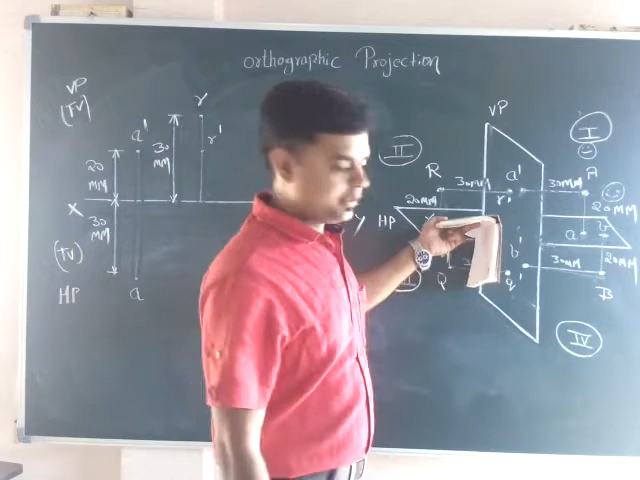 Orthographic Projection
VP
(TV)
a'
20
MM
30
MM
r
r'
X
Y
30
MM
(TV)
HP
a
II
VP
I
R
30MM
a'
r'
30MM
A
20MM
HP
20MM
a
b
b'
20MM
Q
q'
30MM
B
IV